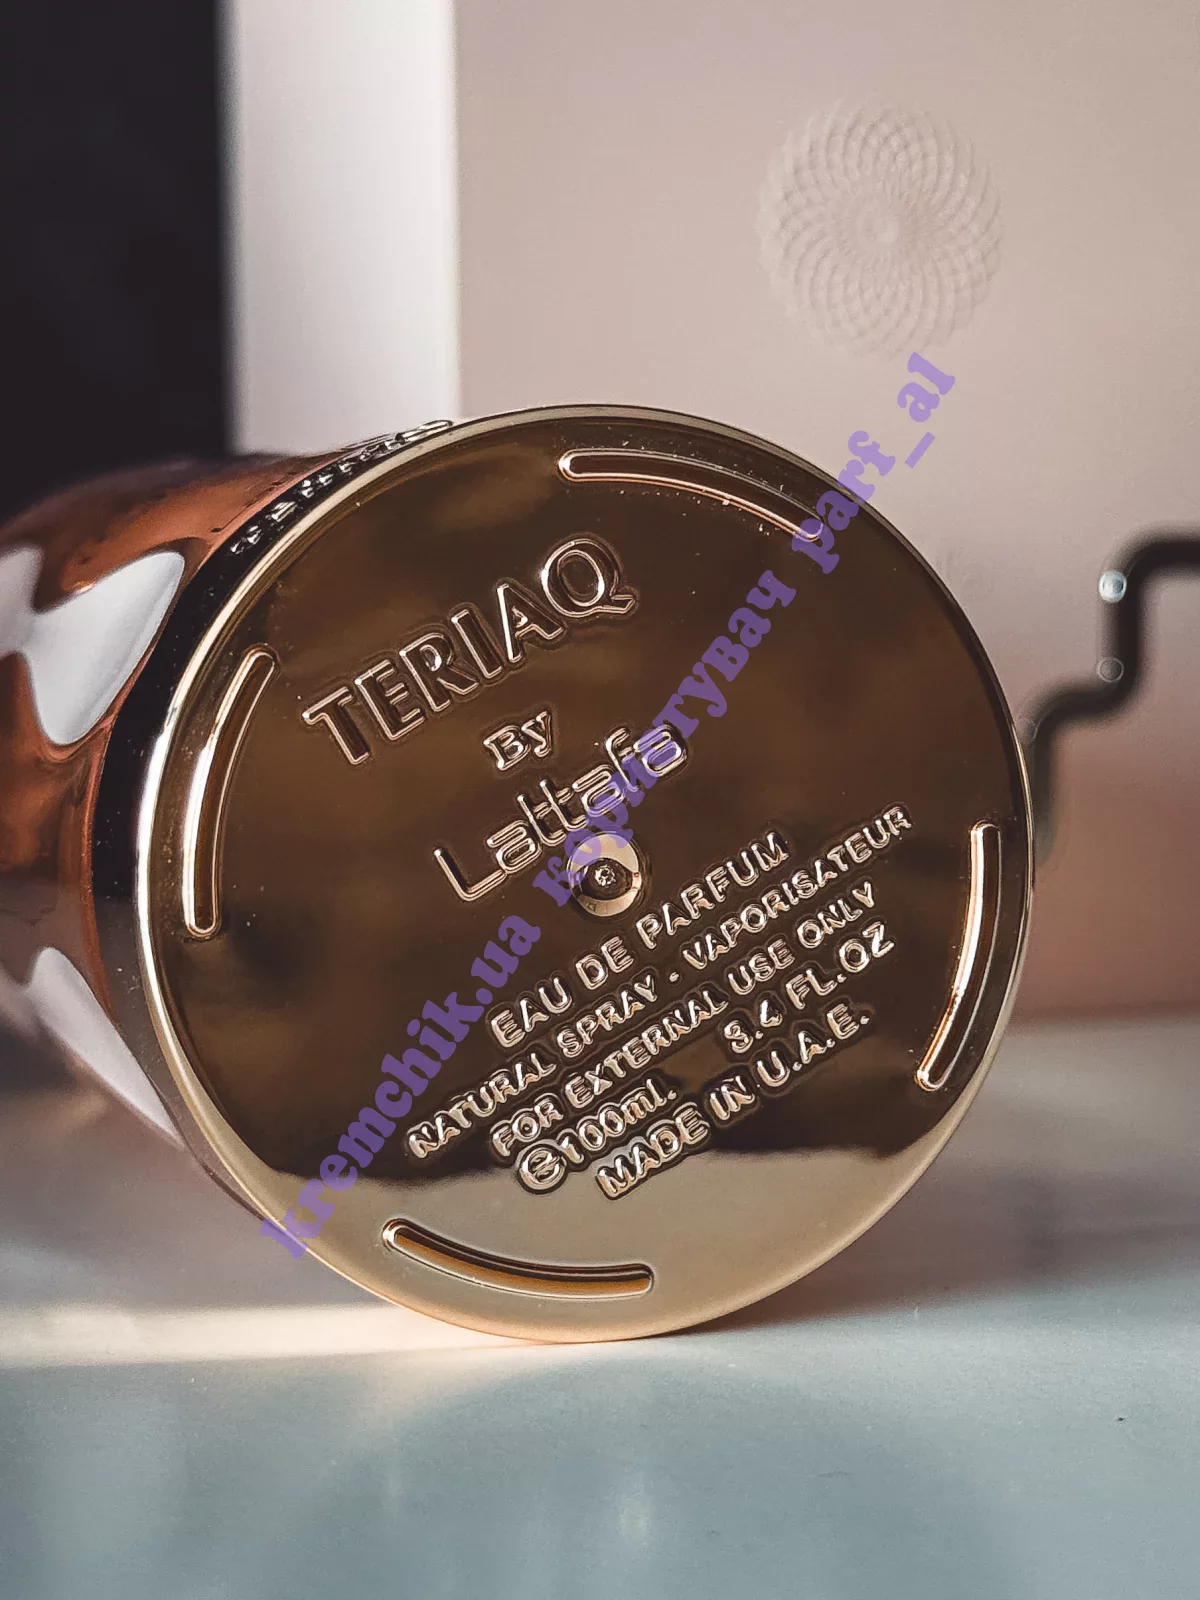 TERIAQ
By
Lattafa
EAU DE PARFUM
NATURAL SPRAY - VAPORISATEUR
FOR EXTERNAL USE ONLY
℮100ml. 3.4 FL.OZ
MADE IN U.A.E.
kremchik.ua користувач parf_al